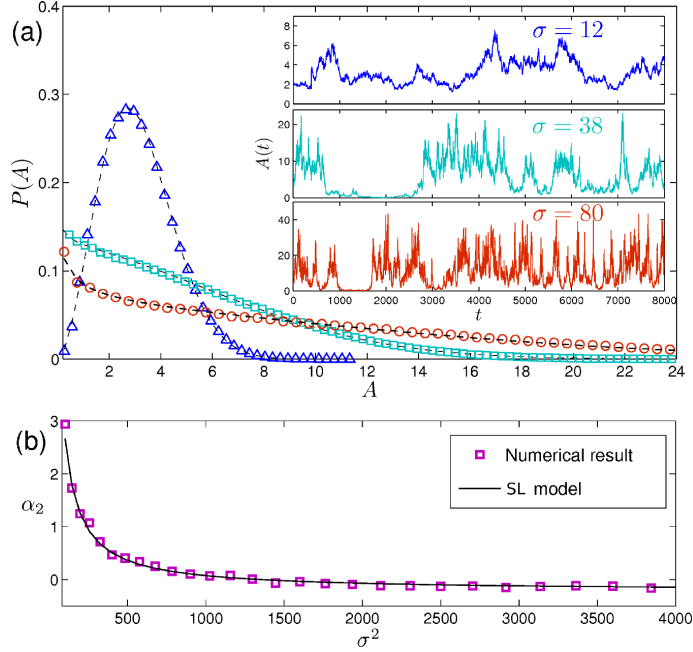 (a)
P(A)
0.4
0.3
0.2
0.1
0
2 4 6 8 10 12 14 16 18 20 22 24
A
σ = 12
8
6
4
2
0
σ = 38
A(t)
20
10
0
σ = 80
40
20
0
0 1000 2000 3000 4000 5000 6000 7000 8000
t
(b)
α₂
3
2
1
0
Numerical result
SL model
500 1000 1500 2000 2500 3000 3500 4000
σ²